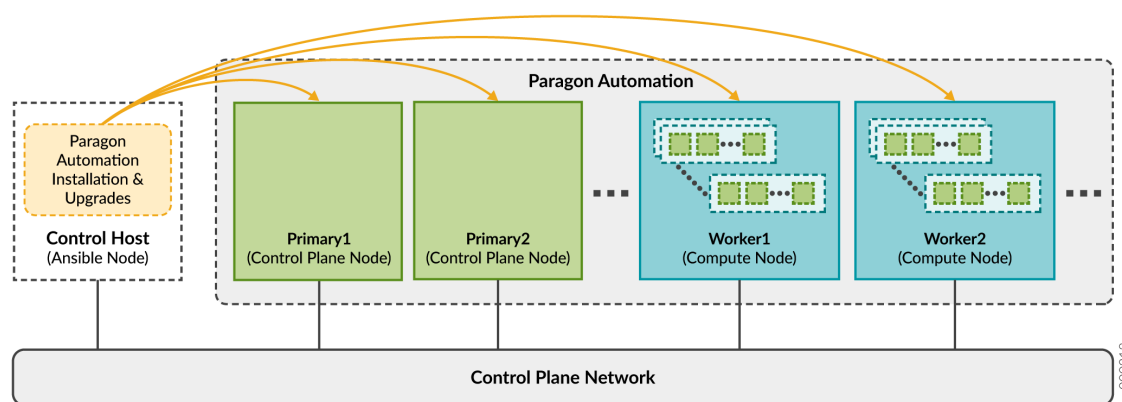 Paragon Automation
Paragon
Automation
Installation &
Upgrades
Control Host
(Ansible Node)
Primary1
(Control Plane Node)
Primary2
(Control Plane Node)
Worker1
(Compute Node)
Worker2
(Compute Node)
Control Plane Network